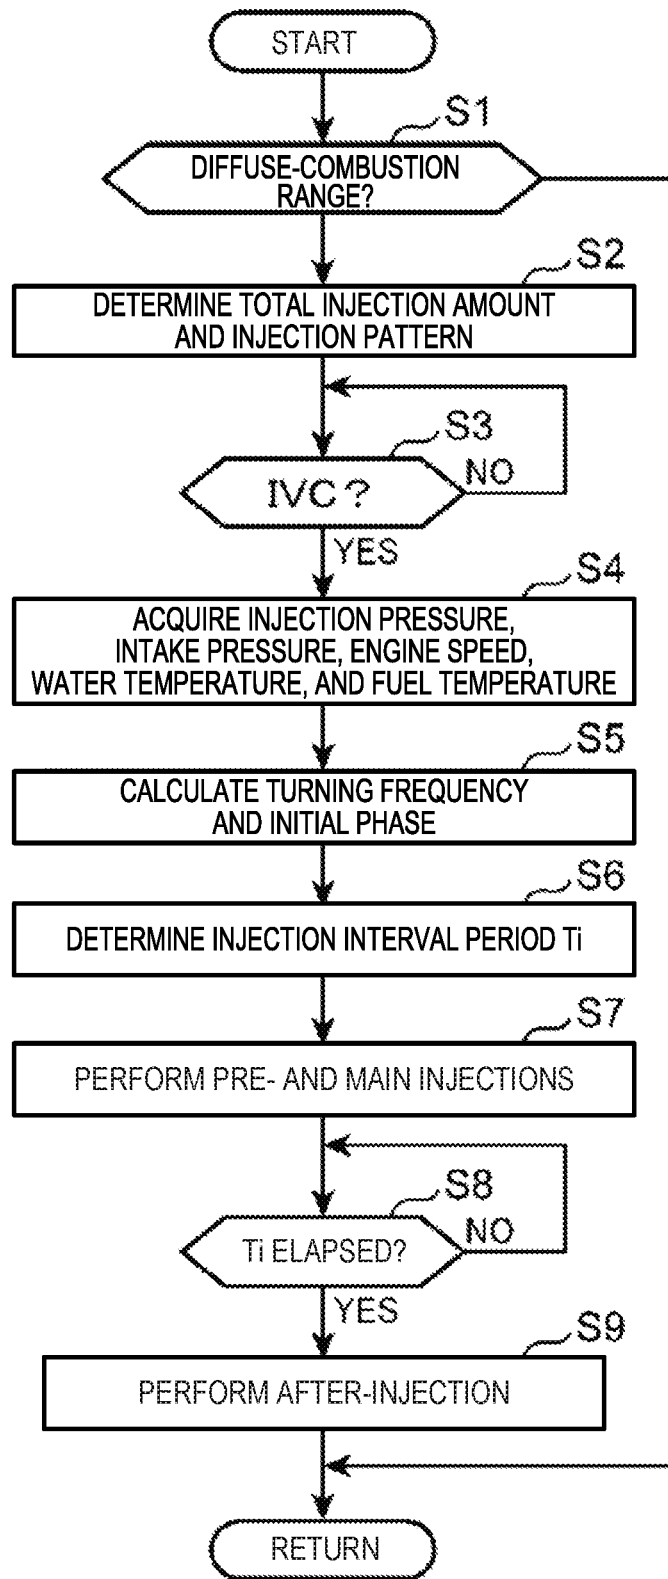 START
S1
DIFFUSE-COMBUSTION
RANGE?
S2
DETERMINE TOTAL INJECTION AMOUNT
AND INJECTION PATTERN
S3
IVC ?
NO
YES
S4
ACQUIRE INJECTION PRESSURE,
INTAKE PRESSURE, ENGINE SPEED,
WATER TEMPERATURE, AND FUEL TEMPERATURE
S5
CALCULATE TURNING FREQUENCY
AND INITIAL PHASE
S6
DETERMINE INJECTION INTERVAL PERIOD Ti
S7
PERFORM PRE- AND MAIN INJECTIONS
S8
Ti ELAPSED?
NO
YES
S9
PERFORM AFTER-INJECTION
RETURN